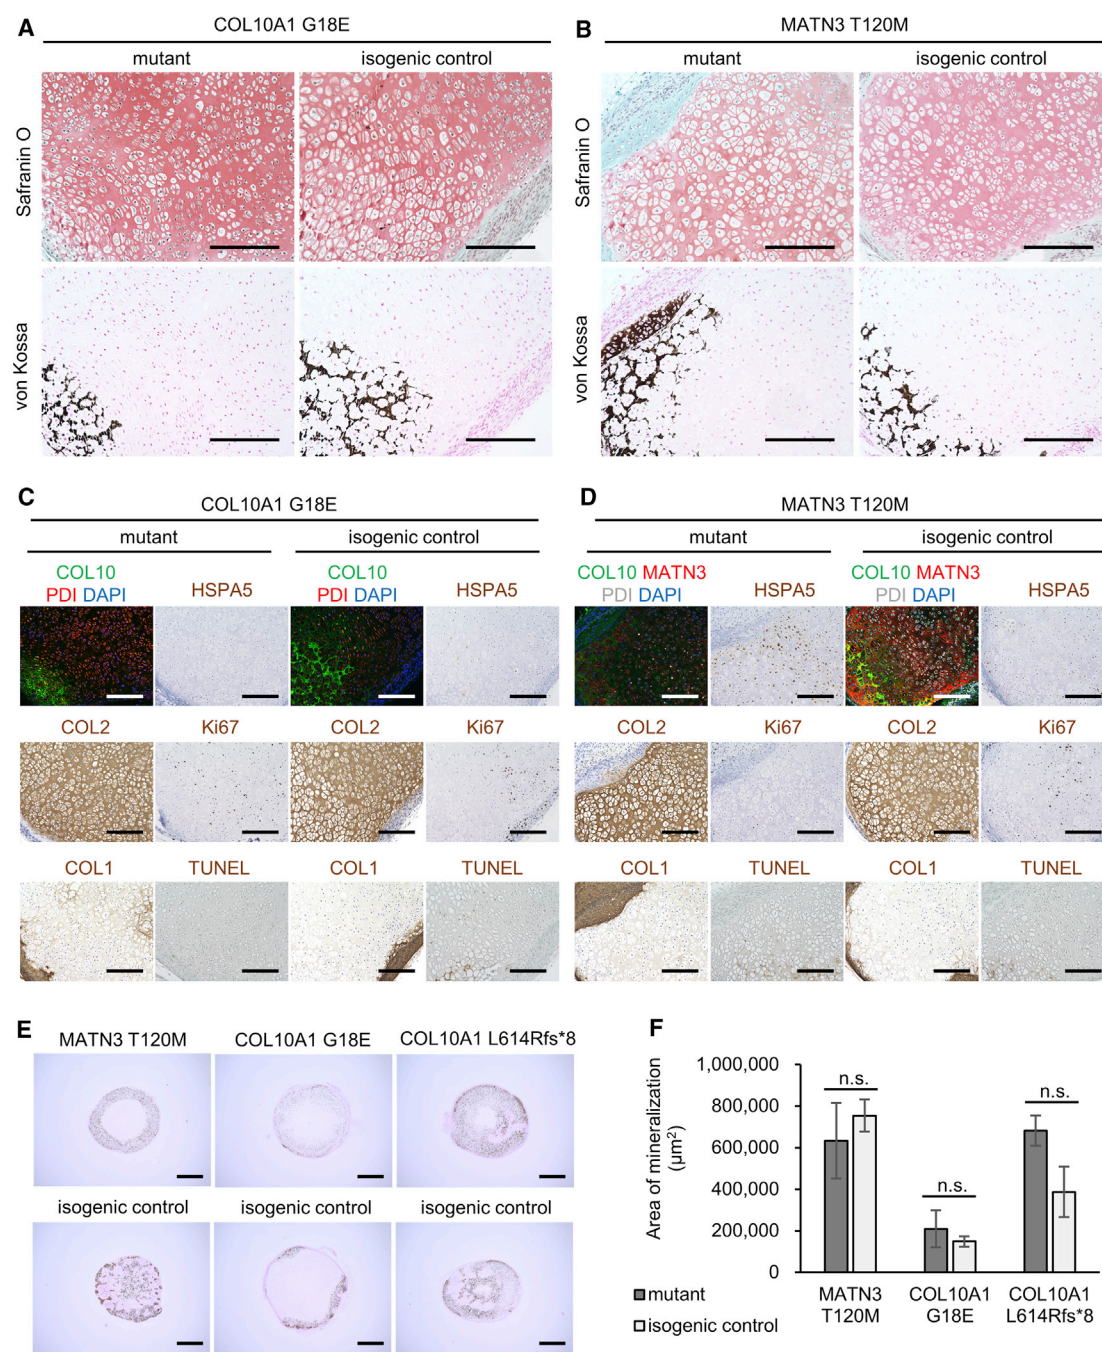 A
COL10A1 G18E
mutant
isogenic control
Safranin O
von Kossa
B
MATN3 T120M
mutant
isogenic control
Safranin O
von Kossa
C
COL10A1 G18E
mutant
isogenic control
COL10
PDI DAPI
HSPA5
COL10
PDI DAPI
HSPA5
COL2
Ki67
COL2
Ki67
COL1
TUNEL
COL1
TUNEL
D
MATN3 T120M
mutant
isogenic control
COL10 MATN3
PDI DAPI
HSPA5
COL10 MATN3
PDI DAPI
HSPA5
COL2
Ki67
COL2
Ki67
COL1
TUNEL
COL1
TUNEL
E
MATN3 T120M
COL10A1 G18E
COL10A1 L614Rfs*8
isogenic control
isogenic control
isogenic control
F
Area of mineralization
(µm²)
1,000,000
800,000
600,000
400,000
200,000
0
n.s.
n.s.
n.s.
MATN3
T120M
COL10A1
G18E
COL10A1
L614Rfs*8
mutant
isogenic control